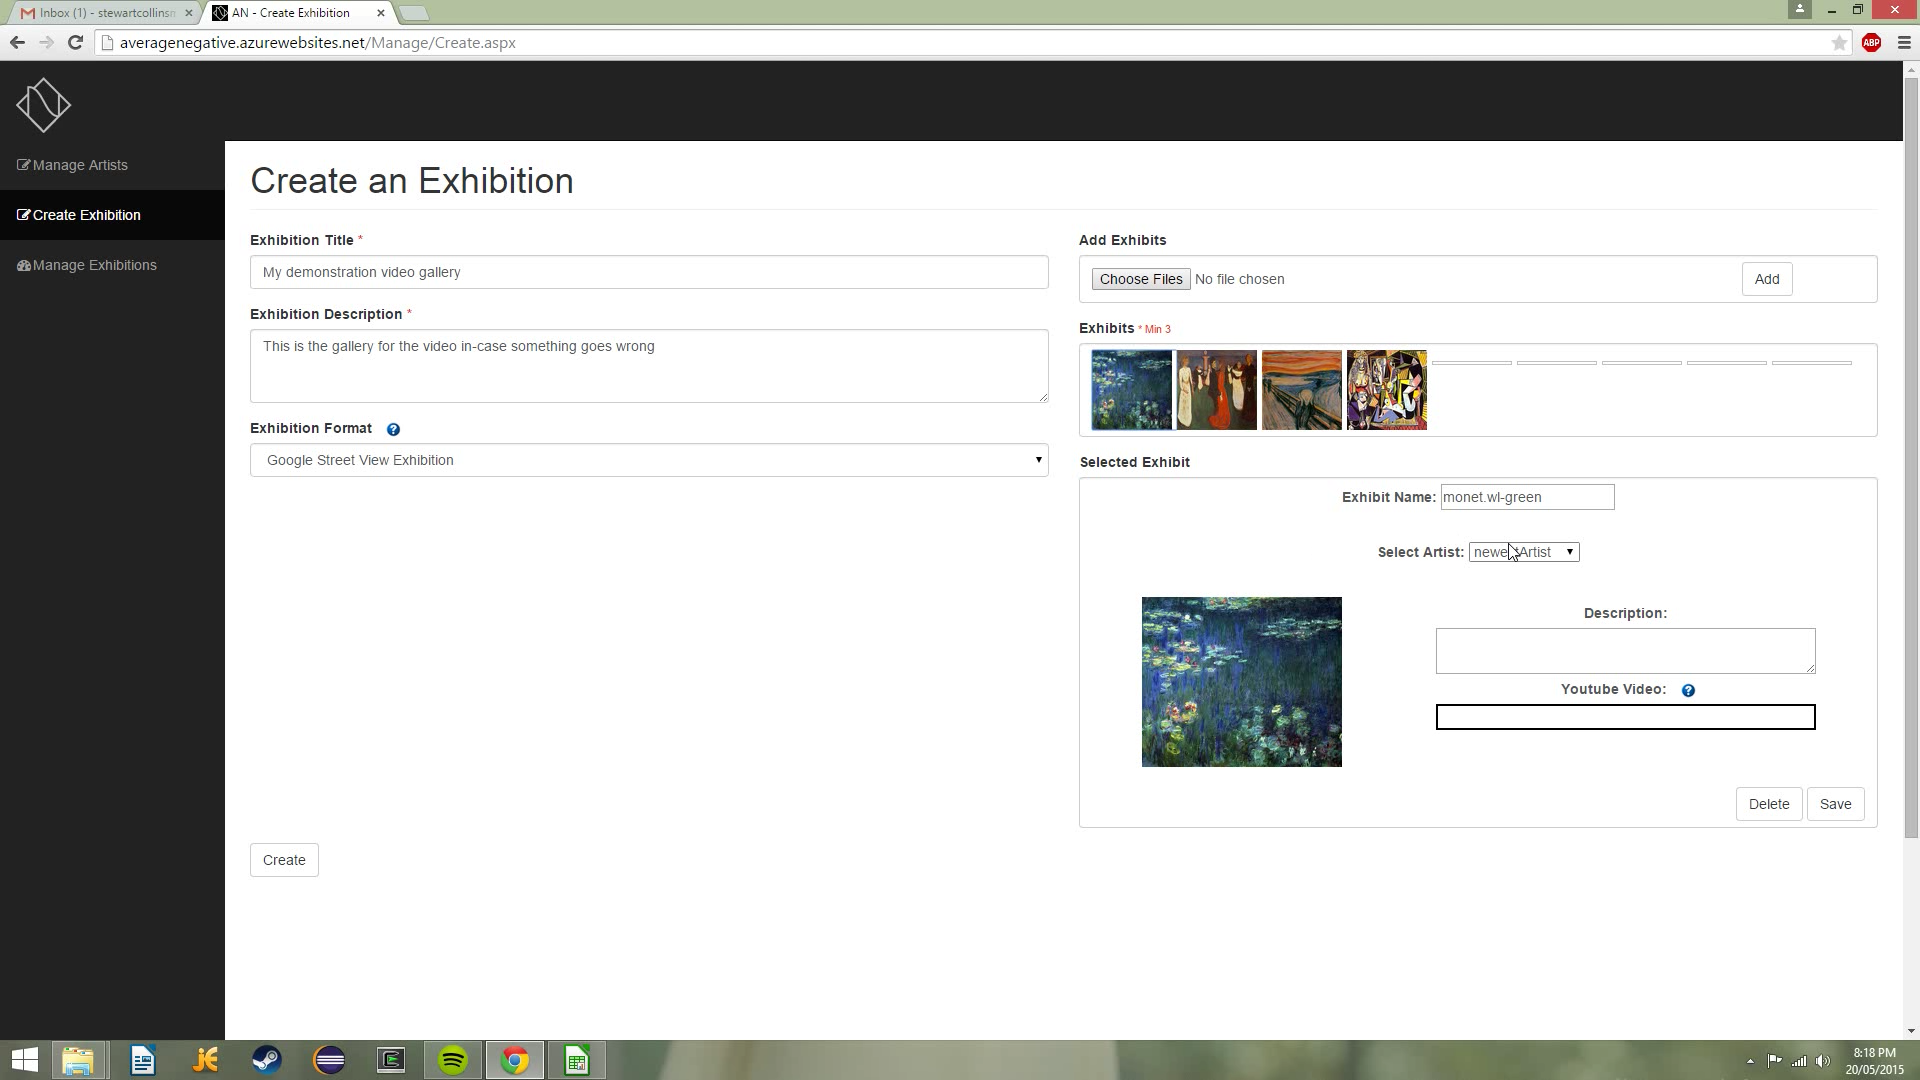 Inbox (1) - stewartcollinsm
AN - Create Exhibition
averagenegative.azurewebsites.net/Manage/Create.aspx
ABP
Manage Artists
Create Exhibition
Manage Exhibitions
Create an Exhibition
Exhibition Title *
My demonstration video gallery
Exhibition Description *
This is the gallery for the video in-case something goes wrong
Exhibition Format ?
Google Street View Exhibition
Create
Add Exhibits
Choose Files No file chosen
Add
Exhibits * Min 3
Selected Exhibit
Exhibit Name: monet.wl-green
Select Artist:
Description:
Youtube Video: ?
Delete Save
8:18 PM
20/05/2015